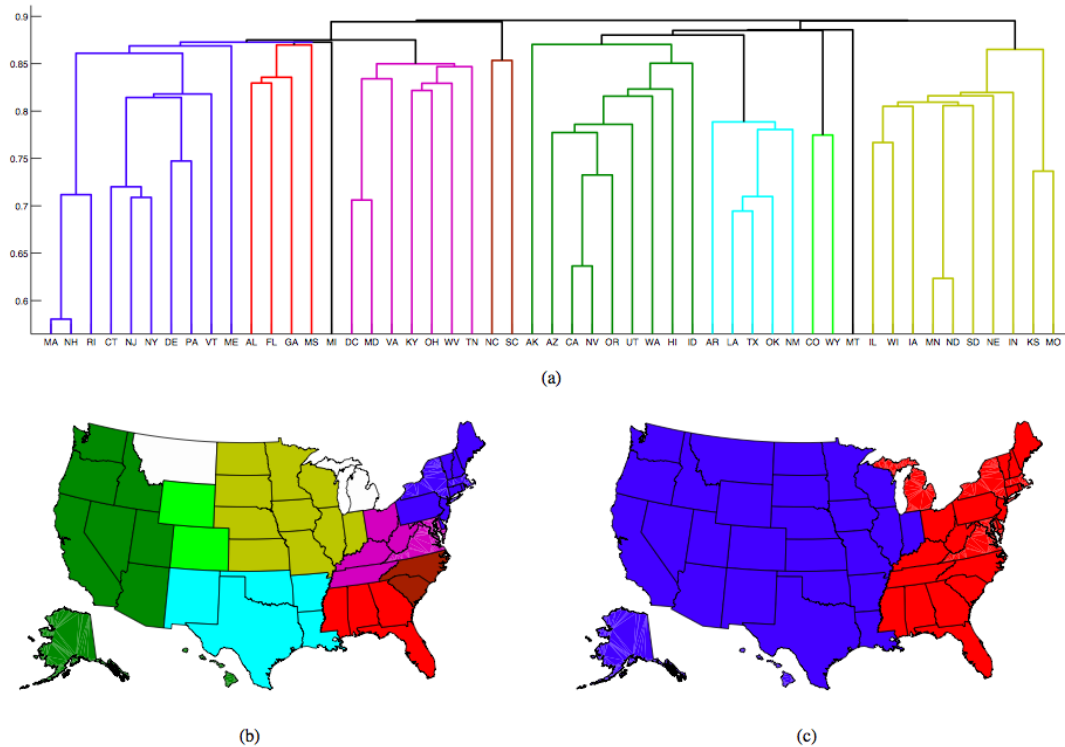 0.9
0.85
0.8
0.75
0.7
0.65
0.6
MA NH RI CT NJ NY DE PA VT ME AL FL GA MS MI DC MD VA KY OH WV TN NC SC AK AZ CA NV OR UT WA HI ID AR LA TX OK NM CO WY MT IL WI IA MN ND SD NE IN KS MO
(a)
(b)
(c)